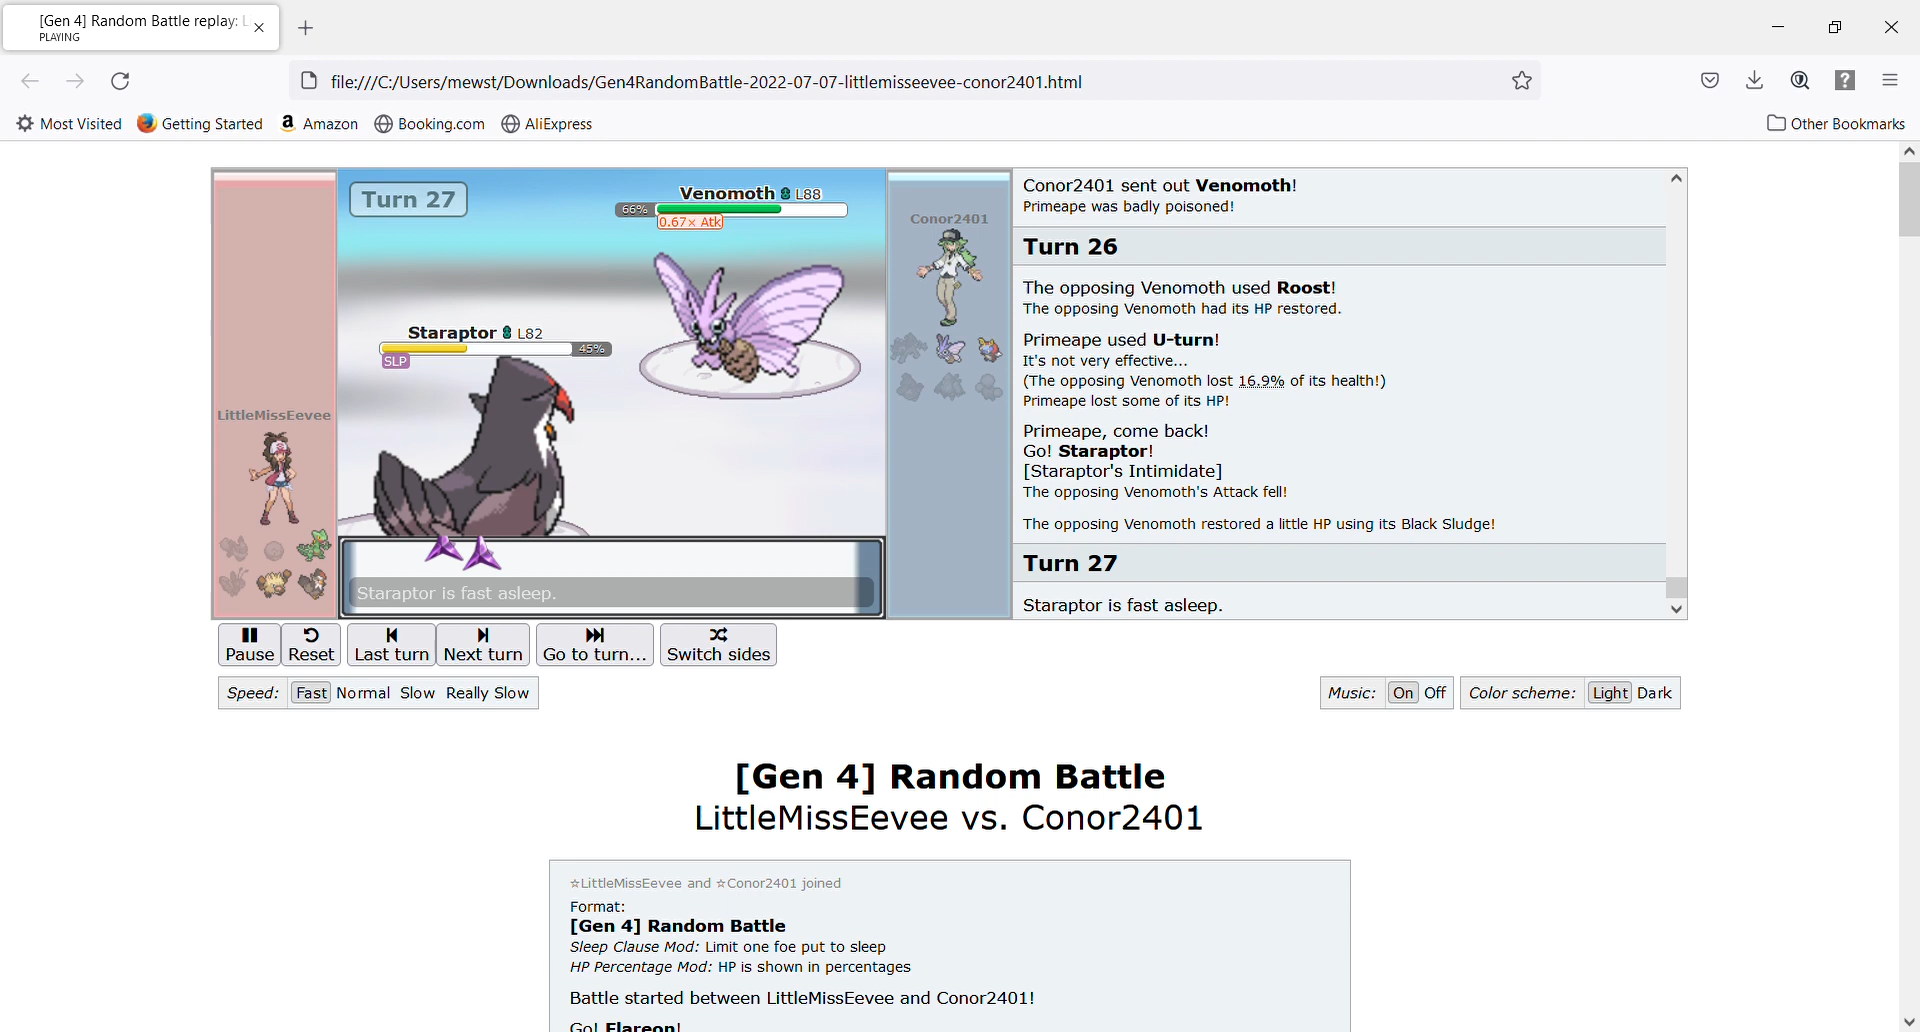 [Gen 4] Random Battle replay: L
PLAYING
file:///C:/Users/mewst/Downloads/Gen4RandomBattle-2022-07-07-littlemisseevee-conor2401.html
Most Visited
Getting Started
Amazon
Booking.com
AliExpress
Other Bookmarks
LittleMissEevee
Turn 27
Venomoth L88
66%
0.67× Atk
Staraptor L82
45%
SLP
Staraptor is fast asleep.
Conor2401
Conor2401 sent out Venomoth!
Primeape was badly poisoned!
Turn 26
The opposing Venomoth used Roost!
The opposing Venomoth had its HP restored.
Primeape used U-turn!
It's not very effective...
(The opposing Venomoth lost 16.9% of its health!)
Primeape lost some of its HP!
Primeape, come back!
Go! Staraptor!
[Staraptor's Intimidate]
The opposing Venomoth's Attack fell!
The opposing Venomoth restored a little HP using its Black Sludge!
Turn 27
Staraptor is fast asleep.
Pause
Reset
Last turn
Next turn
Go to turn...
Switch sides
Speed: Fast Normal Slow Really Slow
Music: On Off
Color scheme: Light Dark
[Gen 4] Random Battle
LittleMissEevee vs. Conor2401
☆LittleMissEevee and ☆Conor2401 joined
Format:
[Gen 4] Random Battle
Sleep Clause Mod: Limit one foe put to sleep
HP Percentage Mod: HP is shown in percentages
Battle started between LittleMissEevee and Conor2401!
Go! Flareon!